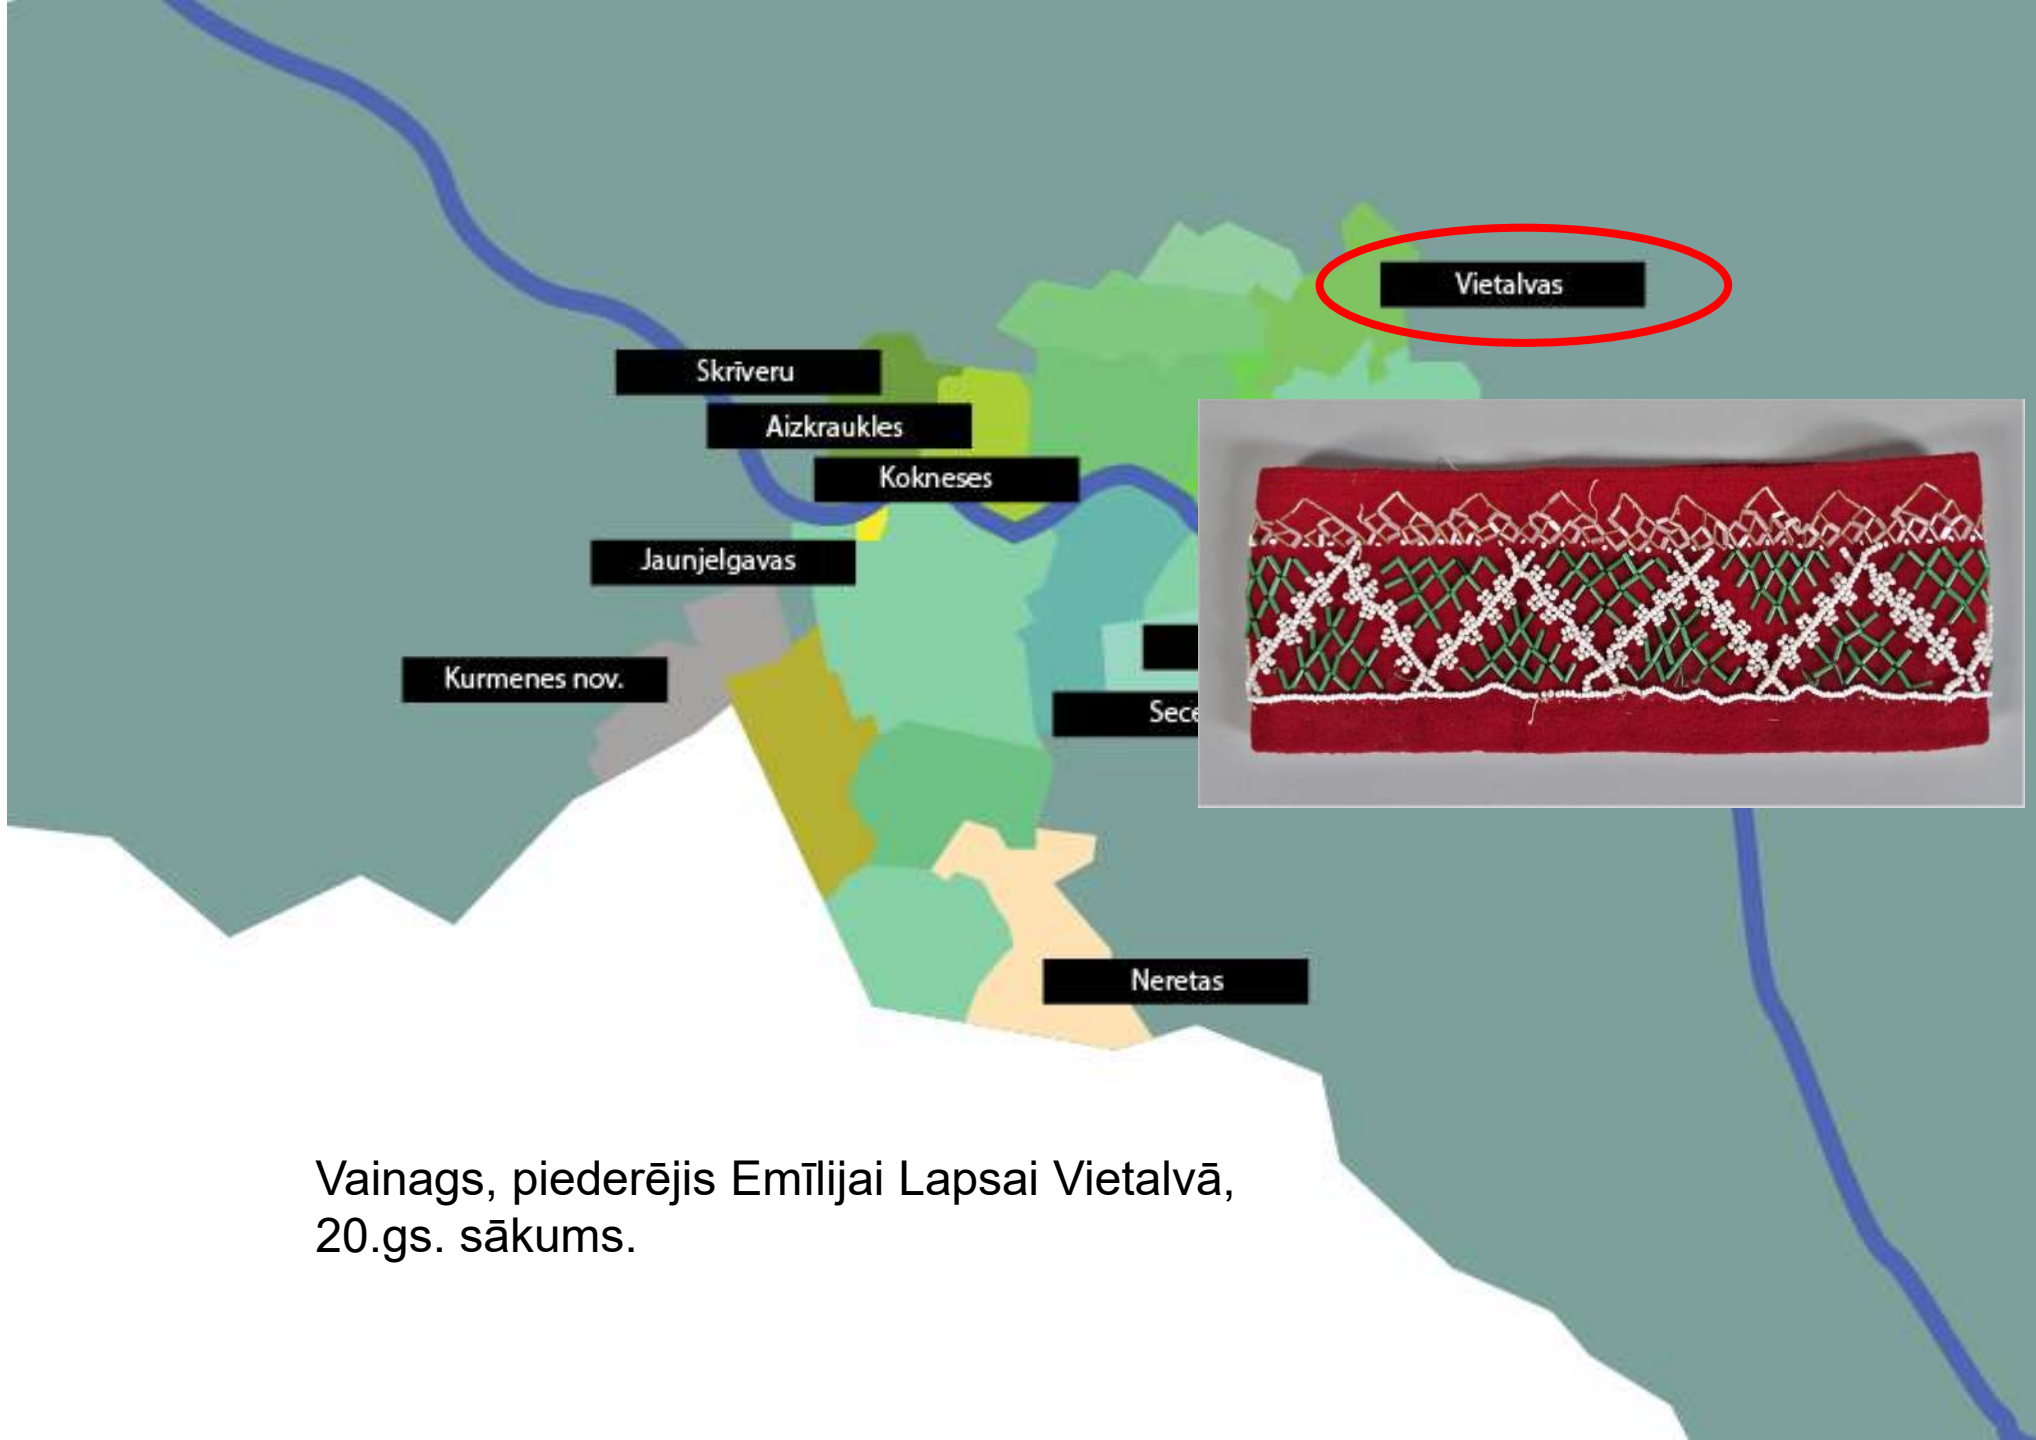 Vietalvas
Skrīveru
Aizkraukles
Kokneses
Jaunjelgavas
Kurmenes nov.
Neretas
Vainags, piederējis Emīlijai Lapsai Vietalvā,
20.gs. sākums.